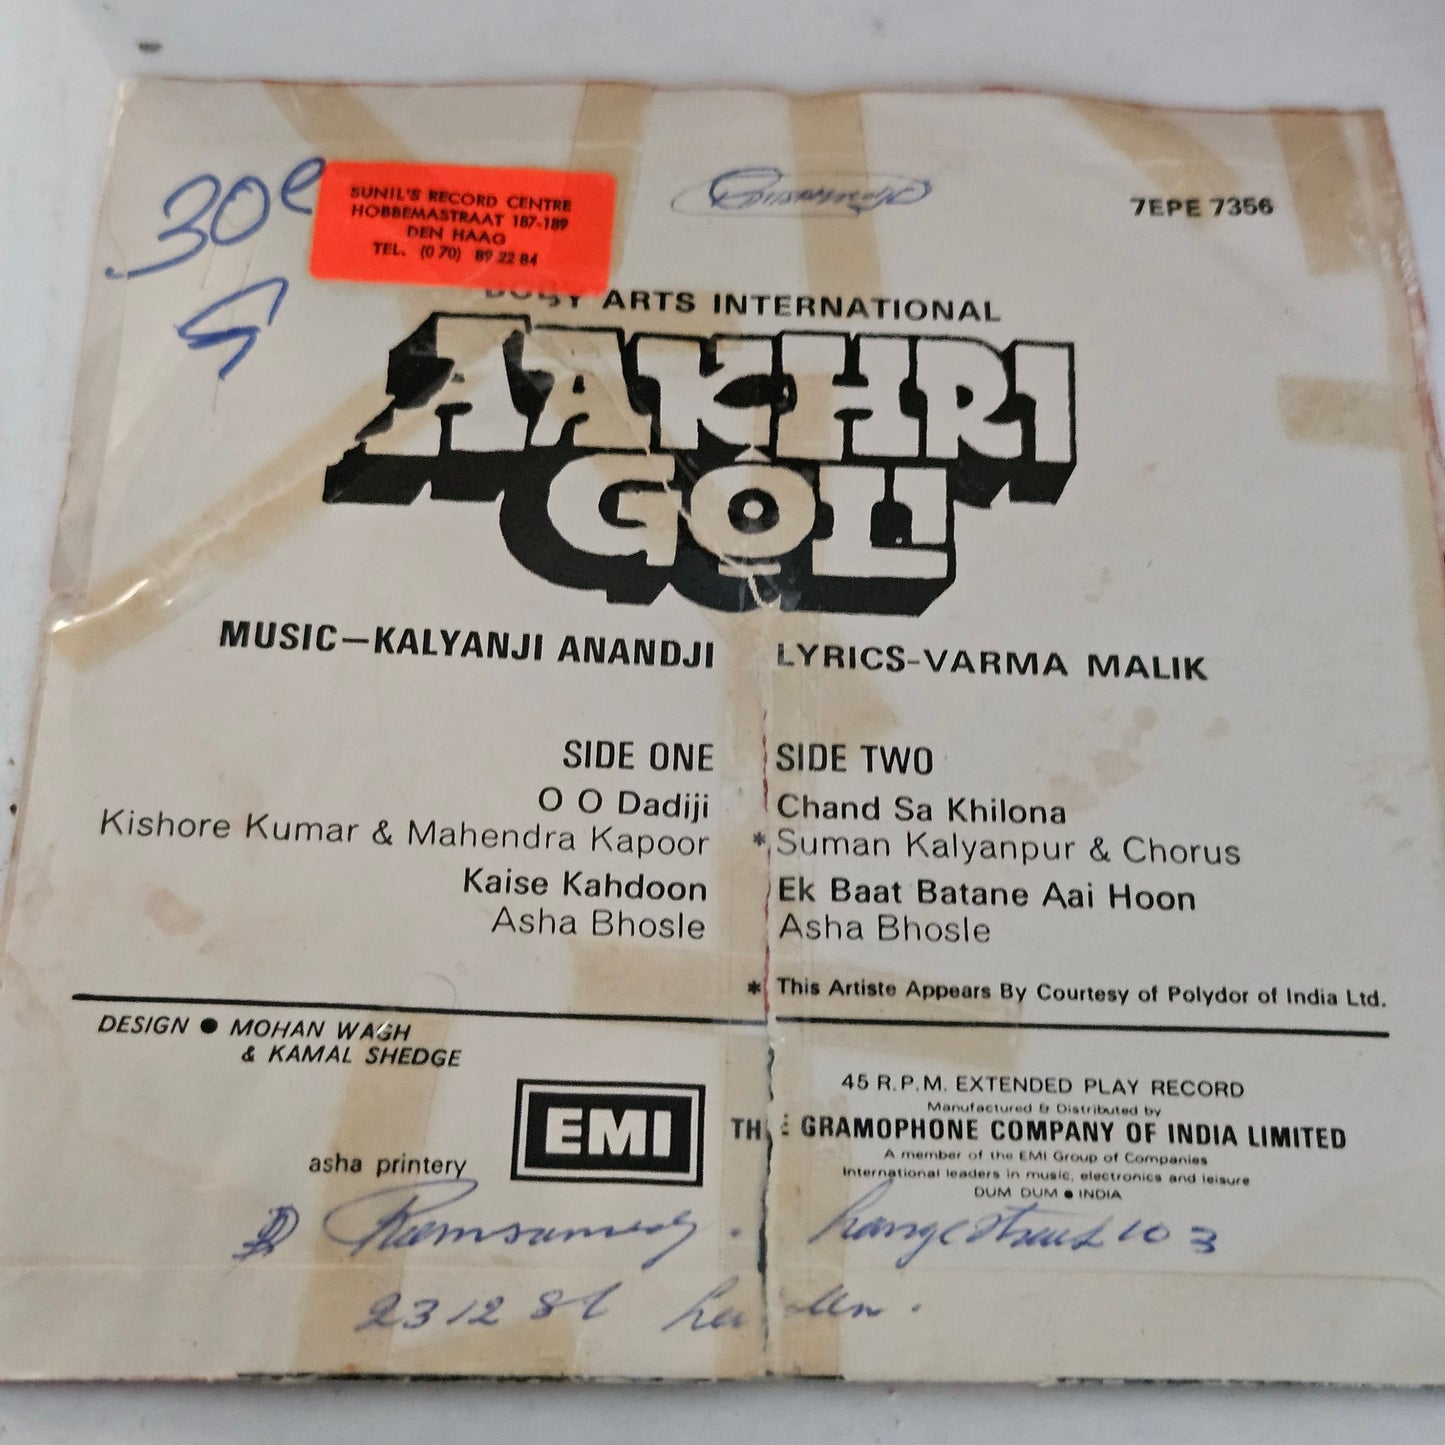 30e
SUNIL'S RECORD CENTRE
HOBBEMASTRAAT 187-189
DEN HAAG
TEL. (070) 89 22 84
7EPE 7356
ARTS INTERNATIONAL
AAKHRI
GOLI
MUSIC—KALYANJI ANANDJI
LYRICS-VARMA MALIK
SIDE ONE
O O Dadiji
Kishore Kumar & Mahendra Kapoor
Kaise Kahdoon
Asha Bhosle
SIDE TWO
Chand Sa Khilona
* Suman Kalyanpur & Chorus
Ek Baat Batane Aai Hoon
Asha Bhosle
* This Artiste Appears By Courtesy of Polydor of India Ltd.
DESIGN ● MOHAN WAGH
& KAMAL SHEDGE
asha printery
EMI
45 R.P.M. EXTENDED PLAY RECORD
Manufactured & Distributed by
THE GRAMOPHONE COMPANY OF INDIA LIMITED
A member of the EMI Group of Companies
International leaders in music, electronics and leisure
DUM DUM ● INDIA
103
23 12 81